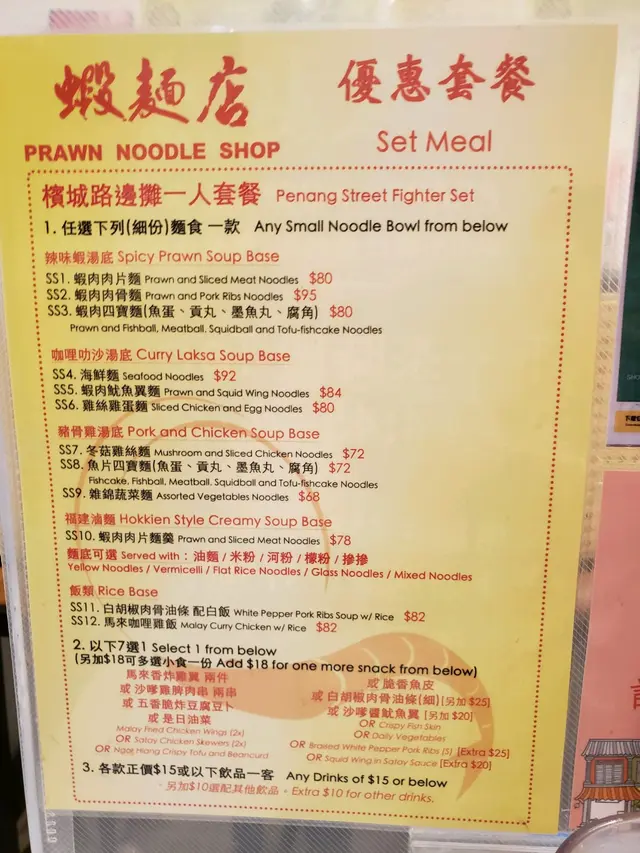 蝦麵店
優惠套餐
PRAWN NOODLE SHOP
Set Meal
檳城路邊攤一人套餐 Penang Street Fighter Set
1. 任選下列(細份)麵食 一款 Any Small Noodle Bowl from below
辣味蝦湯底 Spicy Prawn Soup Base
SS1. 蝦肉肉片麵 Prawn and Sliced Meat Noodles $80
SS2. 蝦肉肉骨麵 Prawn and Pork Ribs Noodles $95
SS3. 蝦肉四寶麵(魚蛋、貢丸、墨魚丸、腐角) $80
Prawn and Fishball, Meatball, Squidball and Tofu-fishcake Noodles
咖哩叻沙湯底 Curry Laksa Soup Base
SS4. 海鮮麵 Seafood Noodles $92
SS5. 蝦肉魷魚翼麵 Prawn and Squid Wing Noodles $84
SS6. 雞絲雞蛋麵 Sliced Chicken and Egg Noodles $80
豬骨雞湯底 Pork and Chicken Soup Base
SS7. 冬菇雞絲麵 Mushroom and Sliced Chicken Noodles $72
SS8. 魚片四寶麵(魚蛋、貢丸、墨魚丸、腐角) $72
Fishcake, Fishball, Meatball, Squidball and Tofu-fishcake Noodles
SS9. 雜錦蔬菜麵 Assorted Vegetables Noodles $68
福建滷麵 Hokkien Style Creamy Soup Base
SS10. 蝦肉肉片麵羹 Prawn and Sliced Meat Noodles $78
麵底可選 Served with : 油麵 / 米粉 / 河粉 / 檬粉 / 摻摻
Yellow Noodles / Vermicelli / Flat Rice Noodles / Glass Noodles / Mixed Noodles
飯類 Rice Base
SS11. 白胡椒肉骨油條 配白飯 White Pepper Pork Ribs Soup w/ Rice $82
SS12. 馬來咖哩雞飯 Malay Curry Chicken w/ Rice $82
2. 以下7選1 Select 1 from below
(另加$18可多選小食一份 Add $18 for one more snack from below)
馬來香炸雞翼 兩件
或 沙嗲雞脾肉串 兩串
或 五香脆炸豆腐豆卜
或 是日油菜
Malay Fried Chicken Wings (2x)
OR Satay Chicken Skewers (2x)
OR Ngor Hiang Crispy Tofu and Beancurd
或 脆香魚皮
或 白胡椒肉骨油條(細) [另加 $25]
或 沙嗲醬魷魚翼 [另加 $20]
OR Crispy Fish Skin
OR Daily Vegetables
OR Braised White Pepper Pork Ribs (S) [Extra $25]
OR Squid Wing in Satay Sauce [Extra $20]
3. 各款正價$15或以下飲品一客 Any Drinks of $15 or below
· 另加$10選配其他飲品。Extra $10 for other drinks.